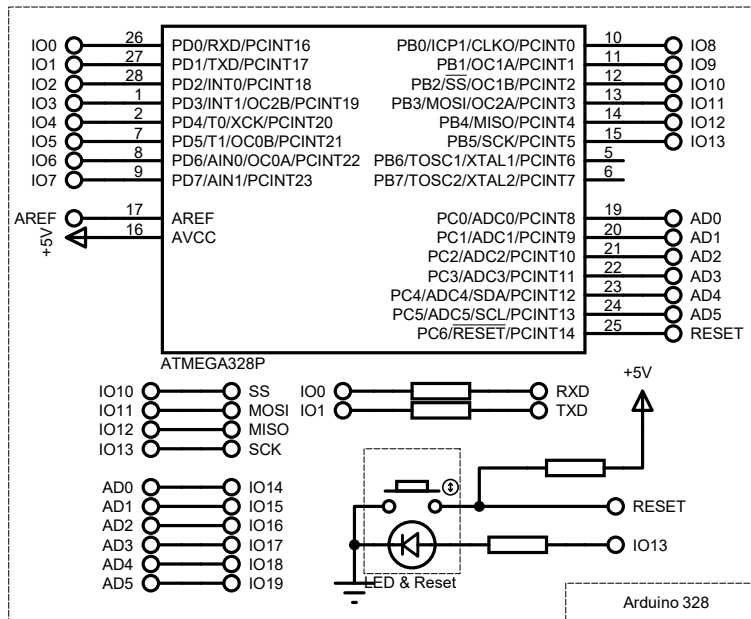 IO0 26 PD0/RXD/PCINT16 PB0/ICP1/CLKO/PCINT0 10 IO8
IO1 27 PD1/TXD/PCINT17 PB1/OC1A/PCINT1 11 IO9
IO2 28 PD2/INT0/PCINT18 PB2/SS/OC1B/PCINT2 12 IO10
IO3 1 PD3/INT1/OC2B/PCINT19 PB3/MOSI/OC2A/PCINT3 13 IO11
IO4 2 PD4/T0/XCK/PCINT20 PB4/MISO/PCINT4 14 IO12
IO5 7 PD5/T1/OC0B/PCINT21 PB5/SCK/PCINT5 15 IO13
IO6 8 PD6/AIN0/OC0A/PCINT22 PB6/TOSC1/XTAL1/PCINT6 5
IO7 9 PD7/AIN1/PCINT23 PB7/TOSC2/XTAL2/PCINT7 6
AREF 17 AREF PC0/ADC0/PCINT8 19 AD0
+5V 16 AVCC PC1/ADC1/PCINT9 20 AD1
PC2/ADC2/PCINT10 21 AD2
PC3/ADC3/PCINT11 22 AD3
PC4/ADC4/SDA/PCINT12 23 AD4
PC5/ADC5/SCL/PCINT13 24 AD5
PC6/RESET/PCINT14 25 RESET
ATMEGA328P
+5V
IO10 SS IO0 RXD
IO11 MOSI IO1 TXD
IO12 MISO
IO13 SCK
AD0 IO14
AD1 IO15 RESET
AD2 IO16
AD3 IO17 IO13
AD4 IO18
AD5 IO19 LED & Reset
Arduino 328